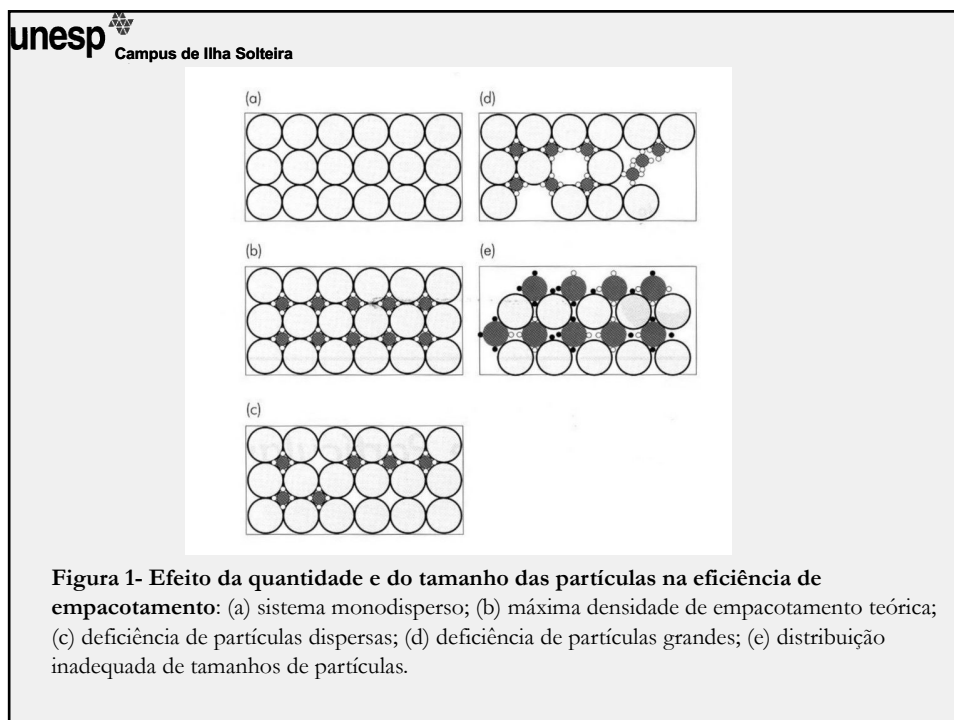 unesp
Campus de Ilha Solteira
(a)
(d)
(b)
(e)
(c)
Figura 1- Efeito da quantidade e do tamanho das partículas na eficiência de
empacotamento: (a) sistema monodisperso; (b) máxima densidade de empacotamento teórica;
(c) deficiência de partículas dispersas; (d) deficiência de partículas grandes; (e) distribuição
inadequada de tamanhos de partículas.